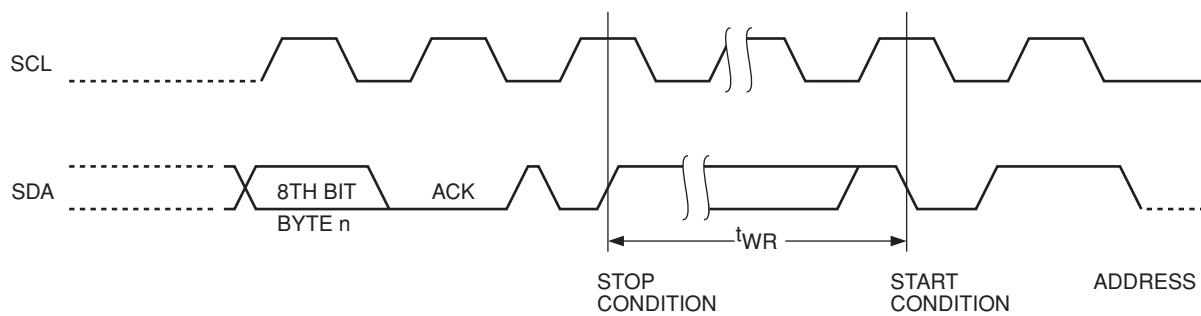 SCL
SDA
8TH BIT
BYTE n
ACK
tWR
STOP
CONDITION
START
CONDITION
ADDRESS